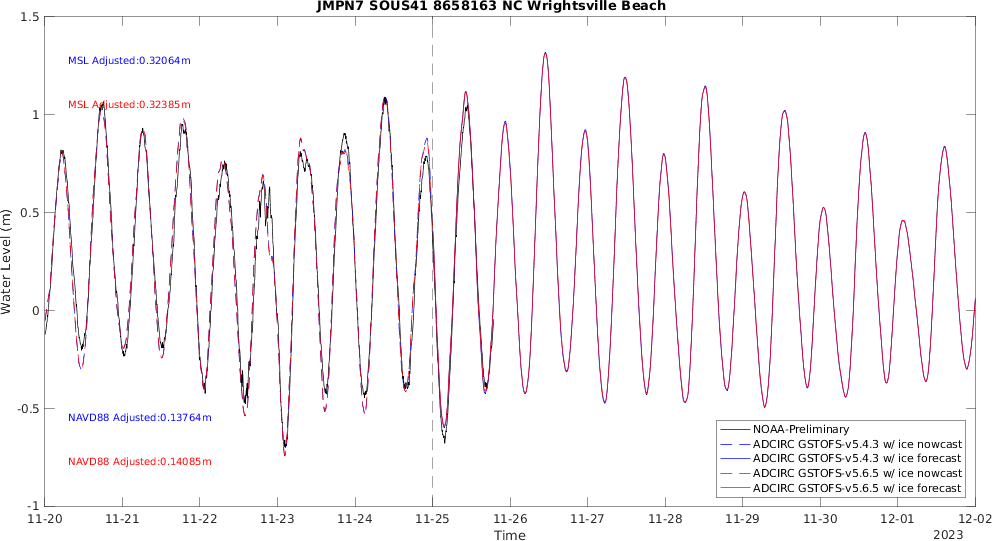 JMPN7 SOUS41 8658163 NC Wrightsville Beach
1.5
1
0.5
0
-0.5
-1
Water Level (m)
MSL Adjusted:0.32064m
MSL Adjusted:0.32385m
NAVD88 Adjusted:0.13764m
NAVD88 Adjusted:0.14085m
NOAA-Preliminary
ADCIRC GSTOFS-v5.4.3 w/ ice nowcast
ADCIRC GSTOFS-v5.4.3 w/ ice forecast
ADCIRC GSTOFS-v5.6.5 w/ ice nowcast
ADCIRC GSTOFS-v5.6.5 w/ ice forecast
11-20 11-21 11-22 11-23 11-24 11-25 11-26 11-27 11-28 11-29 11-30 12-01 12-02
Time
2023